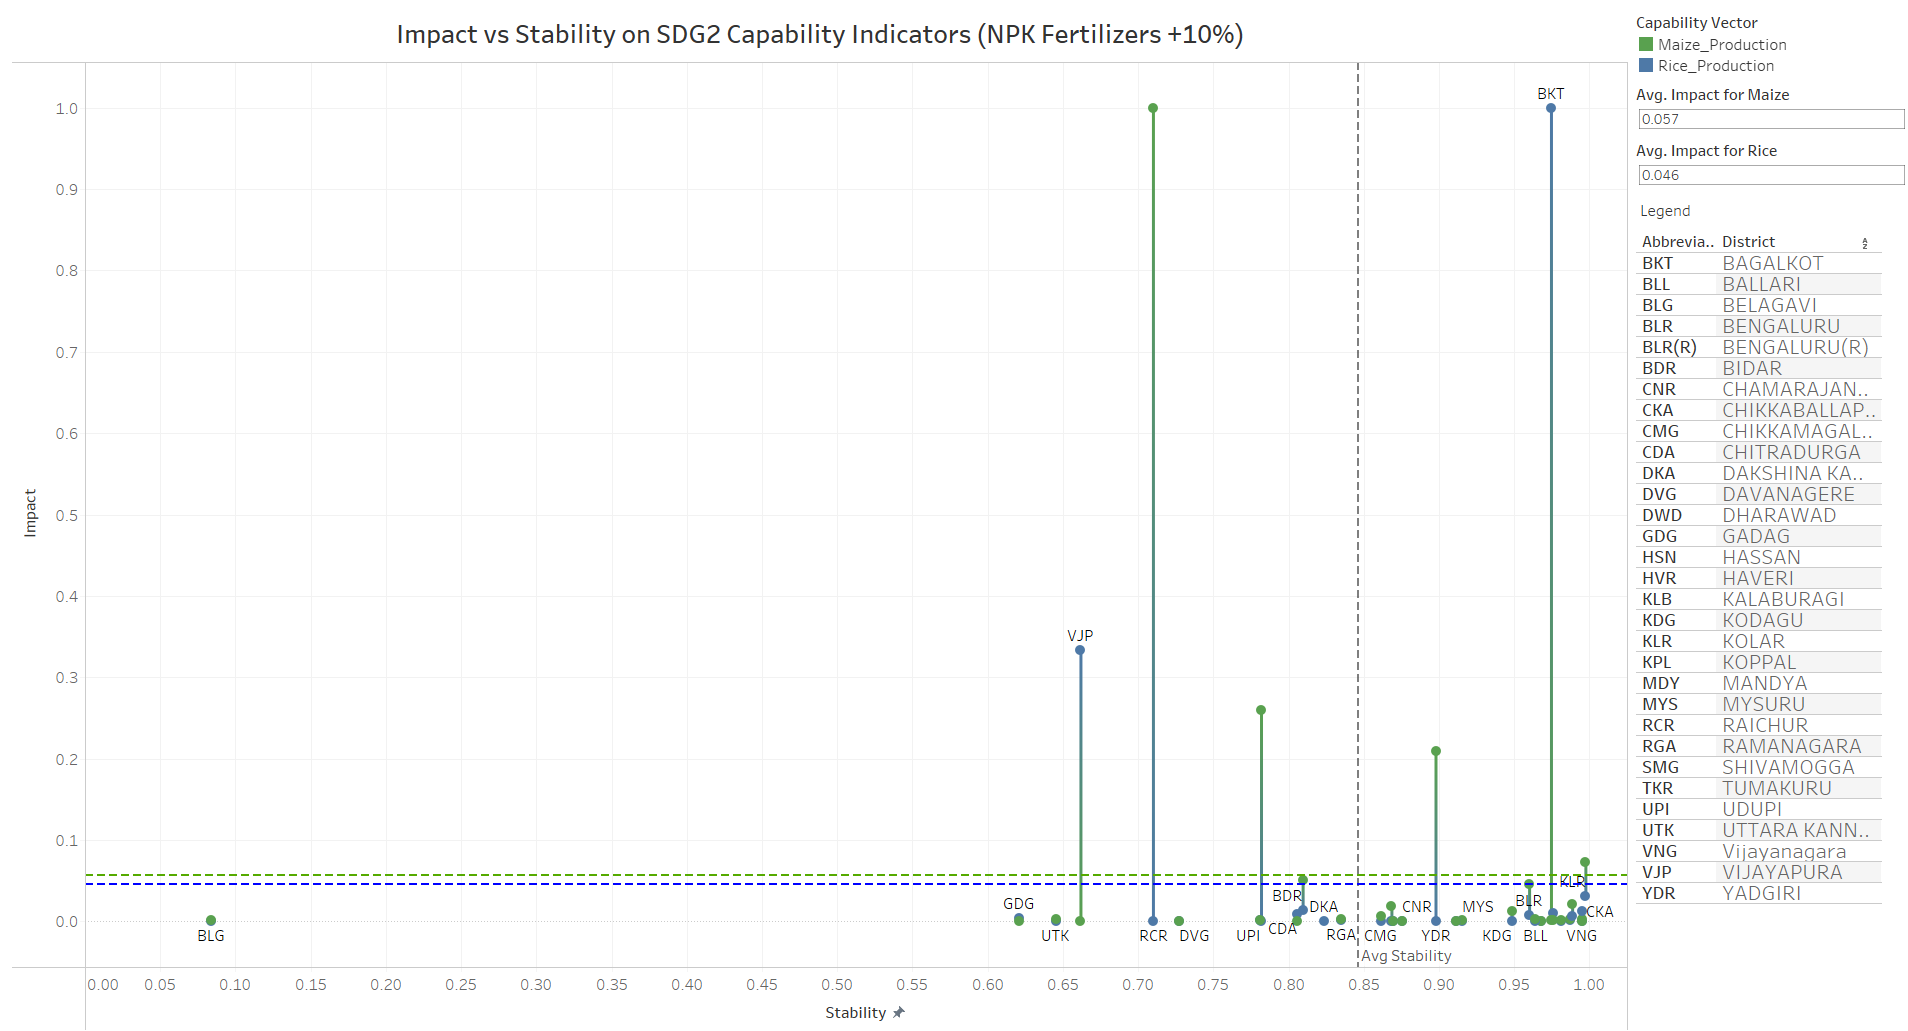 Impact vs Stability on SDG2 Capability Indicators (NPK Fertilizers +10%)
1.0
0.9
0.8
0.7
0.6
0.5
0.4
0.3
0.2
0.1
0.0
Impact
BKT
VJP
BDR
KLR
BLR
GDG
DKA
CNR
MYS
CKA
CDA
BLG
UTK
RCR
DVG
UPI
RGA
CMG
YDR
KDG
BLL
VNG
Avg Stability
0.00 0.05 0.10 0.15 0.20 0.25 0.30 0.35 0.40 0.45 0.50 0.55 0.60 0.65 0.70 0.75 0.80 0.85 0.90 0.95 1.00
Stability
Capability Vector
Maize_Production
Rice_Production
Avg. Impact for Maize
0.057
Avg. Impact for Rice
0.046
Legend
Abbrevia.. District
BKT BAGALKOT
BLL BALLARI
BLG BELAGAVI
BLR BENGALURU
BLR(R) BENGALURU(R)
BDR BIDAR
CNR CHAMARAJAN..
CKA CHIKKABALLAP..
CMG CHIKKAMAGAL..
CDA CHITRADURGA
DKA DAKSHINA KA..
DVG DAVANAGERE
DWD DHARAWAD
GDG GADAG
HSN HASSAN
HVR HAVERI
KLB KALABURAGI
KDG KODAGU
KLR KOLAR
KPL KOPPAL
MDY MANDYA
MYS MYSURU
RCR RAICHUR
RGA RAMANAGARA
SMG SHIVAMOGGA
TKR TUMAKURU
UPI UDUPI
UTK UTTARA KANN..
VNG Vijayanagara
VJP VIJAYAPURA
YDR YADGIRI